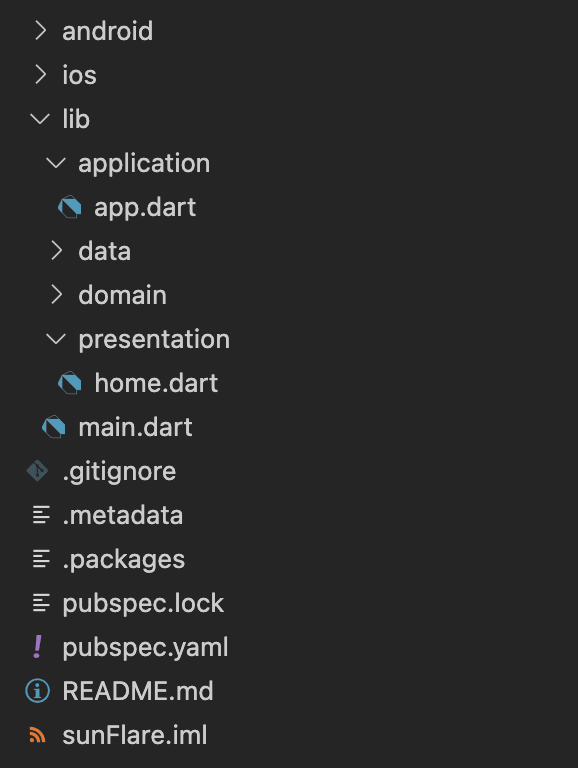 android
ios
lib
application
app.dart
data
domain
presentation
home.dart
main.dart
.gitignore
.metadata
.packages
pubspec.lock
pubspec.yaml
README.md
sunFlare.iml